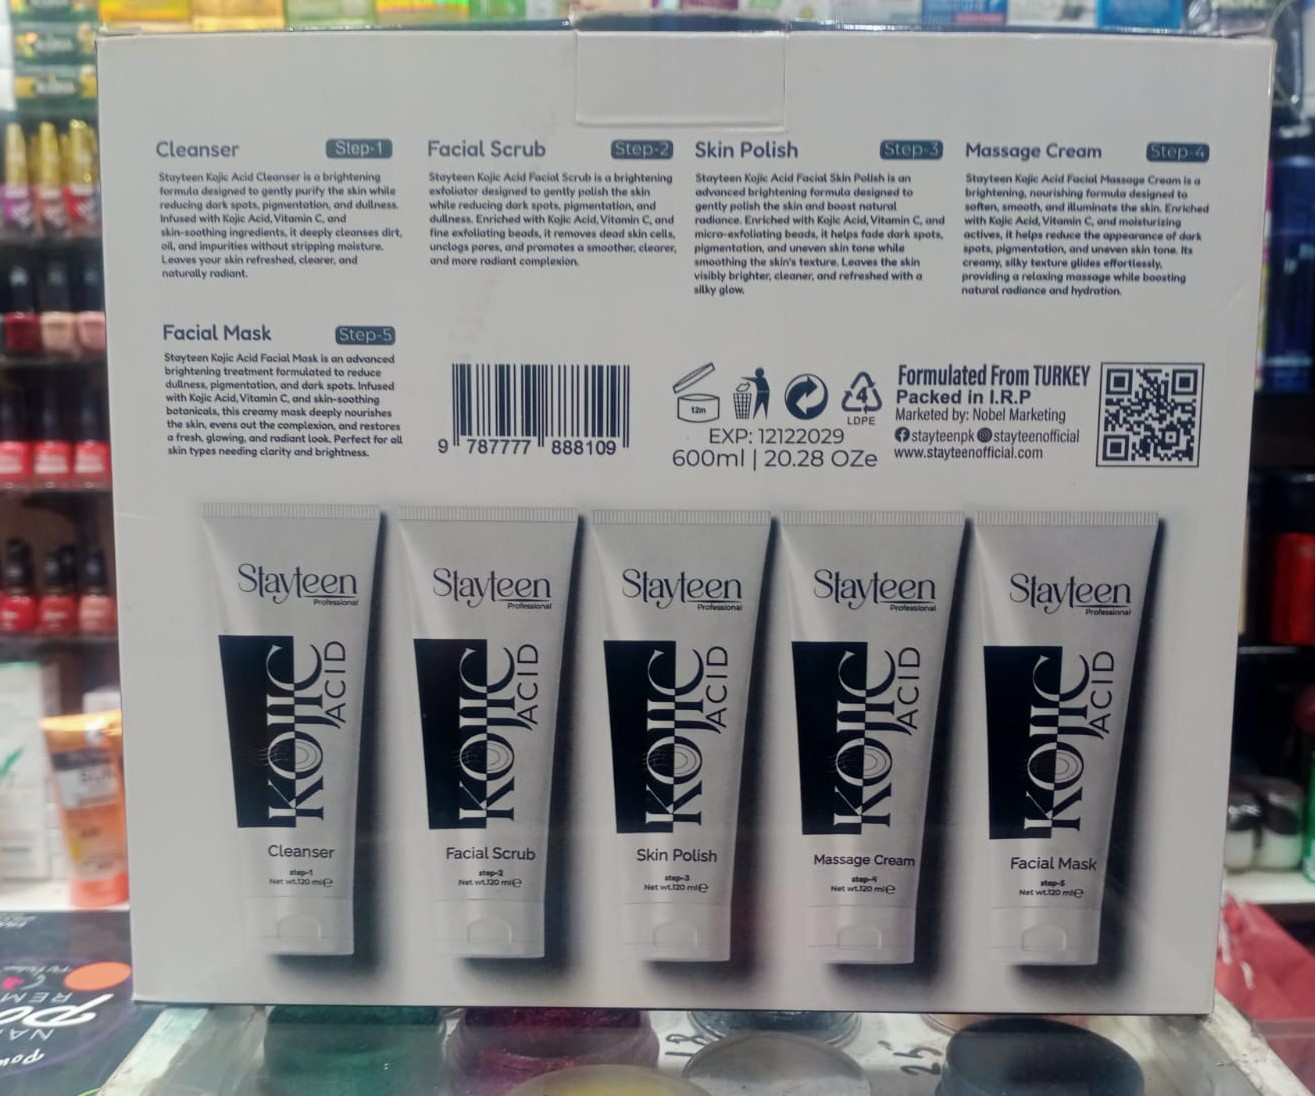 Cleanser Step-1
Stayteen Kojic Acid Cleanser is a brightening
formula designed to gently purify the skin while
reducing dark spots, pigmentation, and dullness.
Infused with Kojic Acid, Vitamin C, and
skin-soothing ingredients, it deeply cleanses dirt,
oil, and impurities without stripping moisture.
Leaves your skin refreshed, clearer, and
naturally radiant.
Facial Scrub Step-2
Stayteen Kojic Acid Facial Scrub is a brightening
exfoliator designed to gently polish the skin
while reducing dark spots, pigmentation, and
dullness. Enriched with Kojic Acid, Vitamin C, and
fine exfoliating beads, it removes dead skin cells,
unclogs pores, and promotes a smoother, clearer,
and more radiant complexion.
Skin Polish Step-3
Stayteen Kojic Acid Facial Skin Polish is an
advanced brightening formula designed to
gently polish the skin and boost natural
radiance. Enriched with Kojic Acid, Vitamin C, and
micro-exfoliating beads, it helps fade dark spots,
pigmentation, and uneven skin tone while
smoothing the skin's texture. Leaves the skin
visibly brighter, cleaner, and refreshed with a
silky glow.
Massage Cream Step-4
Stayteen Kojic Acid Facial Massage Cream is a
brightening, nourishing formula designed to
soften, smooth, and illuminate the skin. Enriched
with Kojic Acid, Vitamin C, and moisturizing
actives, it helps reduce the appearance of dark
spots, pigmentation, and uneven skin tone. Its
creamy, silky texture glides effortlessly,
providing a relaxing massage while boosting
natural radiance and hydration.
Facial Mask Step-5
Stayteen Kojic Acid Facial Mask is an advanced
brightening treatment formulated to reduce
dullness, pigmentation, and dark spots. Infused
with Kojic Acid, Vitamin C, and skin-soothing
botanicals, this creamy mask deeply nourishes
the skin, evens out the complexion, and restores
a fresh, glowing, and radiant look. Perfect for all
skin types needing clarity and brightness.
9 787777 888109
12m
4
LDPE
EXP: 12122029
600ml | 20.28 OZe
Formulated From TURKEY
Packed in I.R.P
Marketed by: Nobel Marketing
stayteenpk stayteenofficial
www.stayteenofficial.com
Stayteen
Professional
KOJIC
ACID
Cleanser
step-1
Net wt.120 ml e
Stayteen
Professional
KOJIC
ACID
Facial Scrub
step-2
Net wt.120 ml e
Stayteen
Professional
KOJIC
ACID
Skin Polish
step-3
Net wt.120 ml e
Stayteen
Professional
KOJIC
ACID
Massage Cream
step-4
Net wt.120 ml e
Stayteen
Professional
KOJIC
ACID
Facial Mask
step-5
Net wt.120 ml e
25